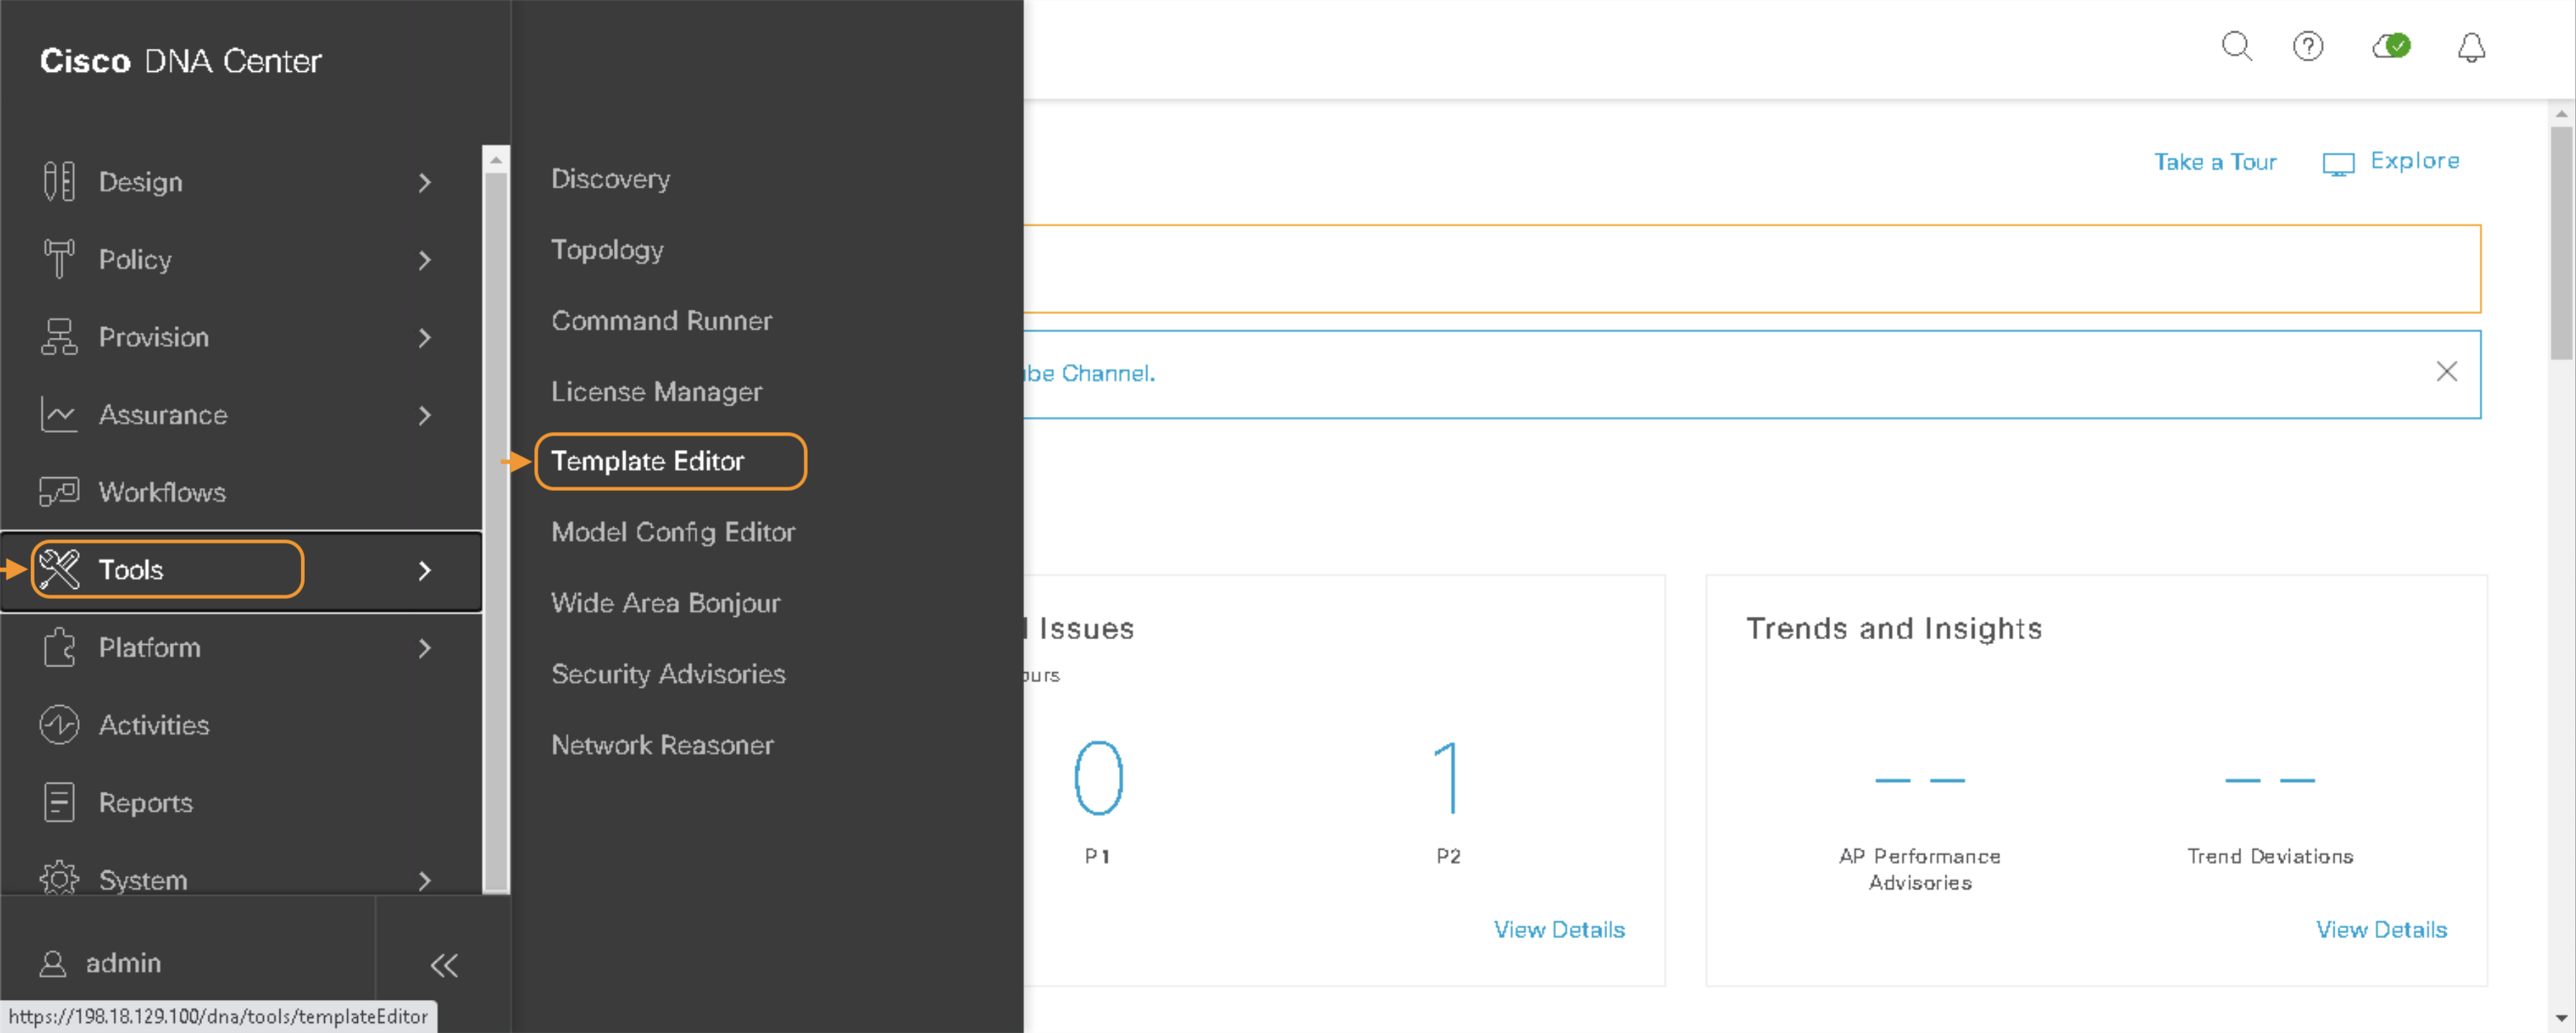 Cisco DNA Center
Design
Policy
Provision
Assurance
Workflows
Tools
Platform
Activities
Reports
System
admin
https://198.18.129.100/dna/tools/templateEditor
Discovery
Topology
Command Runner
License Manager
Template Editor
Model Config Editor
Wide Area Bonjour
Security Advisories
Network Reasoner
Take a Tour
Explore
Channel.
Issues
0
P1
1
P2
View Details
Trends and Insights
-- --
AP Performance
Advisories
Trend Deviations
View Details